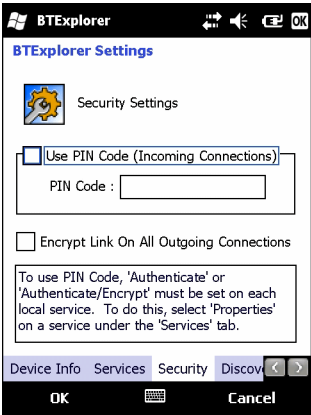 BTExplorer
OK
BTExplorer Settings
Security Settings
Use PIN Code (Incoming Connections)
PIN Code :
Encrypt Link On All Outgoing Connections
To use PIN Code, 'Authenticate' or
'Authenticate/Encrypt' must be set on each
local service. To do this, select 'Properties'
on a service under the 'Services' tab.
Device Info Services Security Discov
OK Cancel